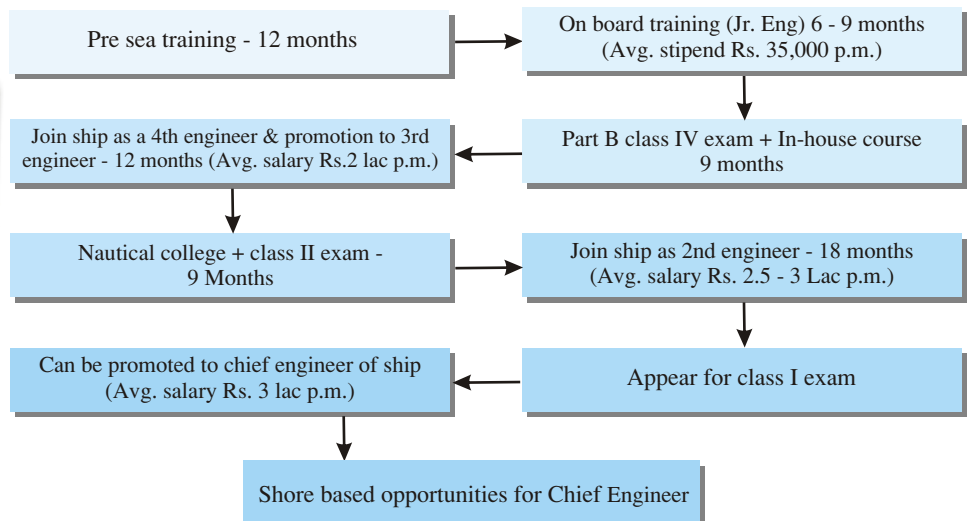 Pre sea training - 12 months
On board training (Jr. Eng) 6 - 9 months
(Avg. stipend Rs. 35,000 p.m.)
Part B class IV exam + In-house course
9 months
Join ship as a 4th engineer & promotion to 3rd
engineer - 12 months (Avg. salary Rs.2 lac p.m.)
Nautical college + class II exam -
9 Months
Join ship as 2nd engineer - 18 months
(Avg. salary Rs. 2.5 - 3 Lac p.m.)
Appear for class I exam
Can be promoted to chief engineer of ship
(Avg. salary Rs. 3 lac p.m.)
Shore based opportunities for Chief Engineer